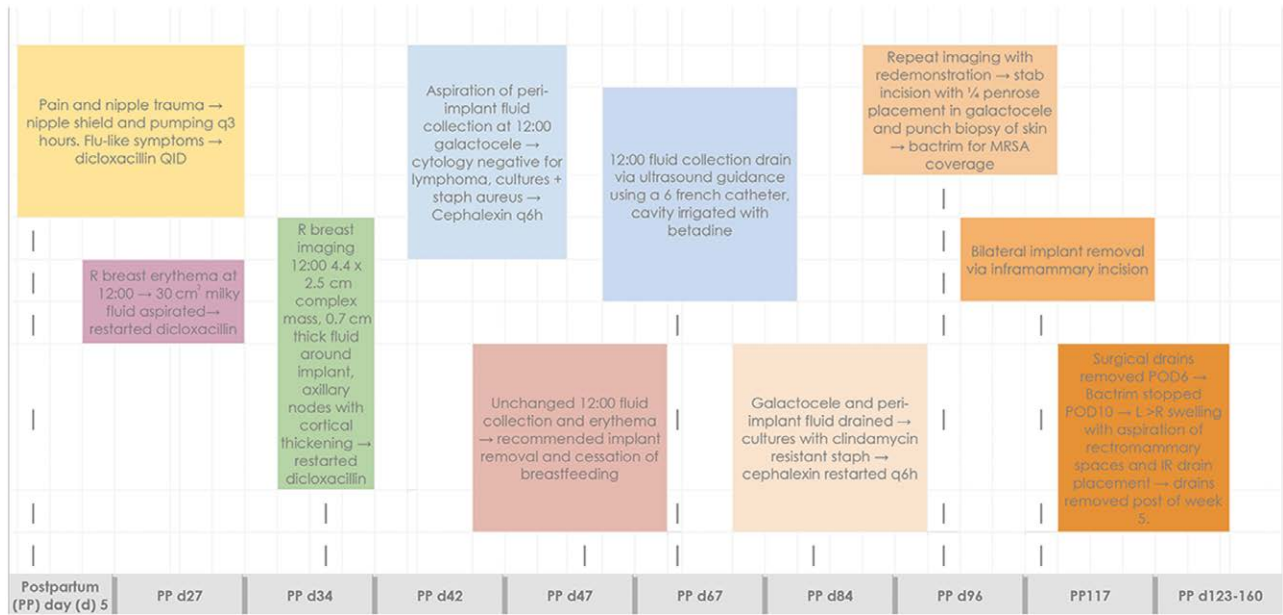 Pain and nipple trauma →
nipple shield and pumping q3
hours. Flu-like symptoms →
dicloxacillin QID
R breast erythema at
12:00 → 30 cm³ milky
fluid aspirated→
restarted dicloxacillin
R breast
imaging
12:00 4.4 x
2.5 cm
complex
mass, 0.7 cm
thick fluid
around
implant,
axillary
nodes with
cortical
thickening →
restarted
dicloxacillin
Aspiration of peri-
implant fluid
collection at 12:00
galactocele →
cytology negative for
lymphoma, cultures +
staph aureus →
Cephalexin q6h
Unchanged 12:00 fluid
collection and erythema
→ recommended implant
removal and cessation of
breastfeeding
12:00 fluid collection drain
via ultrasound guidance
using a 6 french catheter,
cavity irrigated with
betadine
Galactocele and peri-
implant fluid drained →
cultures with clindamycin
resistant staph →
cephalexin restarted q6h
Repeat imaging with
redemonstration → stab
incision with ¼ penrose
placement in galactocele
and punch biopsy of skin
→ bactrim for MRSA
coverage
Bilateral implant removal
via inframammary incision
Surgical drains
removed POD6 →
Bactrim stopped
POD10 → L >R swelling
with aspiration of
rectromammary
spaces and IR drain
placement → drains
removed post of week
5.
Postpartum
(PP) day (d) 5
PP d27
PP d34
PP d42
PP d47
PP d67
PP d84
PP d96
PP117
PP d123-160